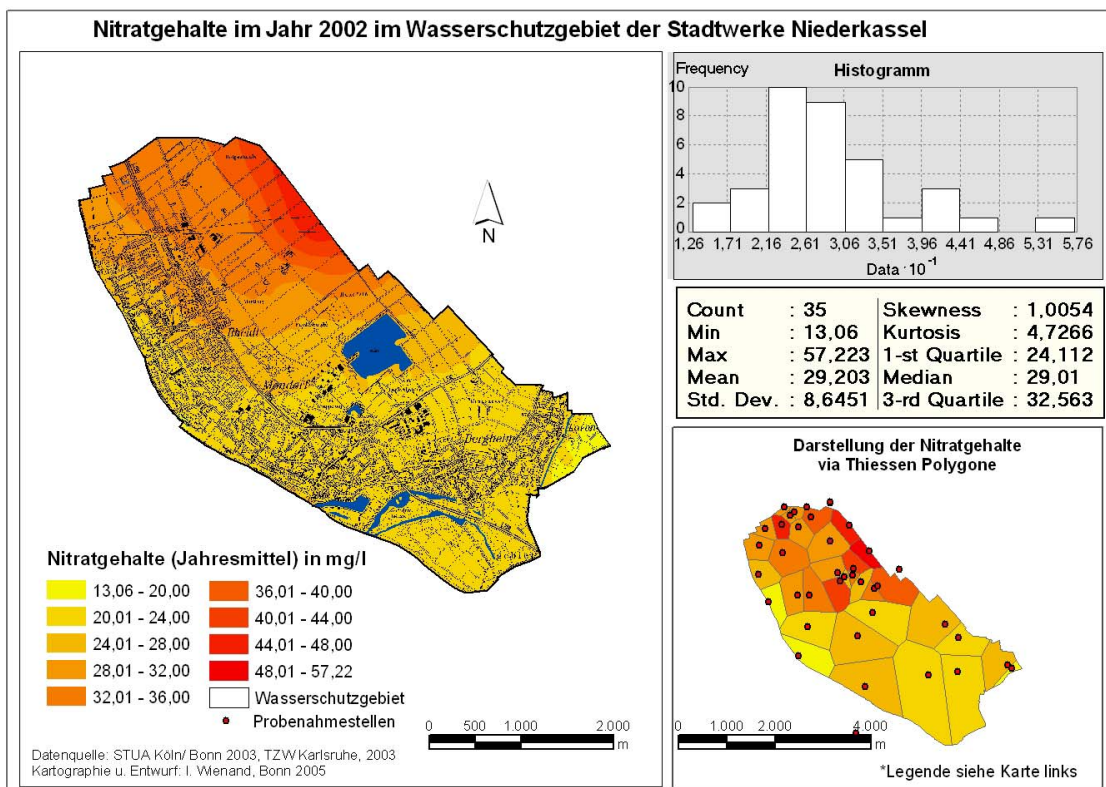 Nitratgehalte im Jahr 2002 im Wasserschutzgebiet der Stadtwerke Niederkassel
Mondorf
Bergheim
N
Nitratgehalte (Jahresmittel) in mg/l
13,06 - 20,00
20,01 - 24,00
24,01 - 28,00
28,01 - 32,00
32,01 - 36,00
36,01 - 40,00
40,01 - 44,00
44,01 - 48,00
48,01 - 57,22
Wasserschutzgebiet
Probenahmestellen
0 500 1.000 2.000
m
Datenquelle: STUA Köln/ Bonn 2003, TZW Karlsruhe, 2003
Kartographie u. Entwurf: I. Wienand, Bonn 2005
Frequency Histogramm
10
8
6
4
2
0
1,26 1,71 2,16 2,61 3,06 3,51 3,96 4,41 4,86 5,31 5,76
Data · 10⁻¹
Count : 35 Skewness : 1,0054
Min : 13,06 Kurtosis : 4,7266
Max : 57,223 1-st Quartile : 24,112
Mean : 29,203 Median : 29,01
Std. Dev. : 8,6451 3-rd Quartile : 32,563
Darstellung der Nitratgehalte
via Thiessen Polygone
0 1.000 2.000 4.000
m
*Legende siehe Karte links